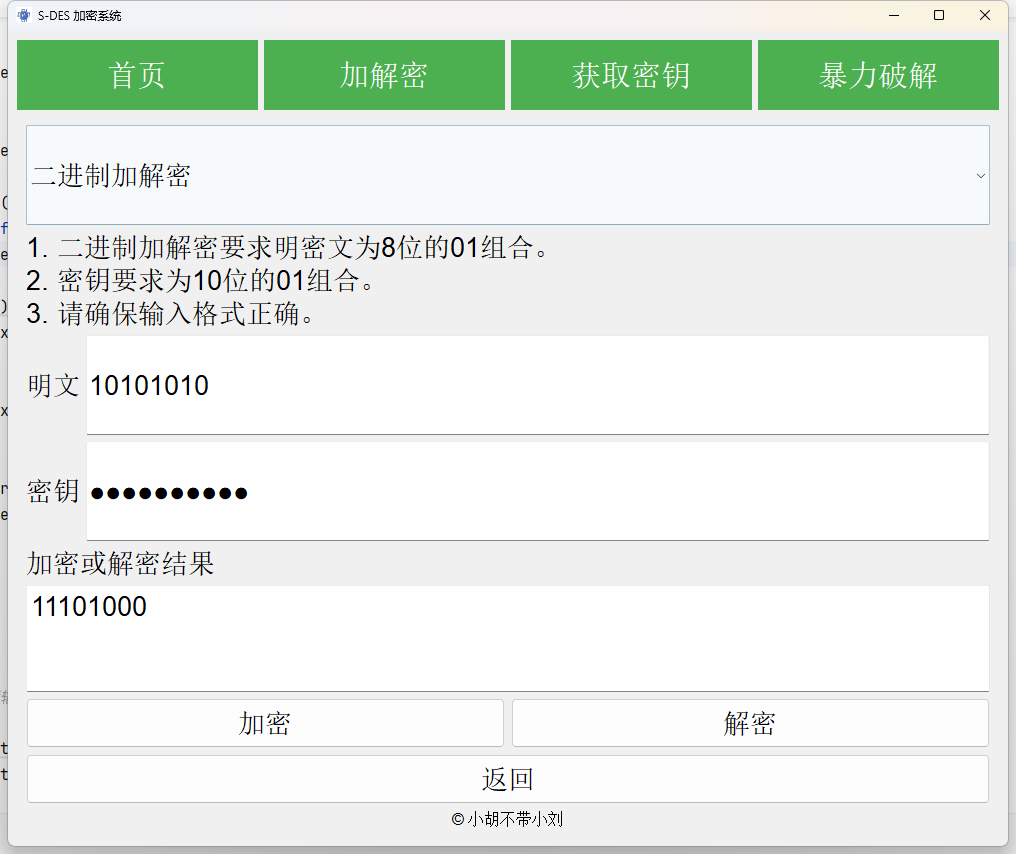 S-DES 加密系统
首页 加解密 获取密钥 暴力破解
二进制加解密
1. 二进制加解密要求明密文为8位的01组合。
2. 密钥要求为10位的01组合。
3. 请确保输入格式正确。
明文 10101010
密钥 ●●●●●●●●●●
加密或解密结果
11101000
加密 解密
返回
© 小胡不带小刘